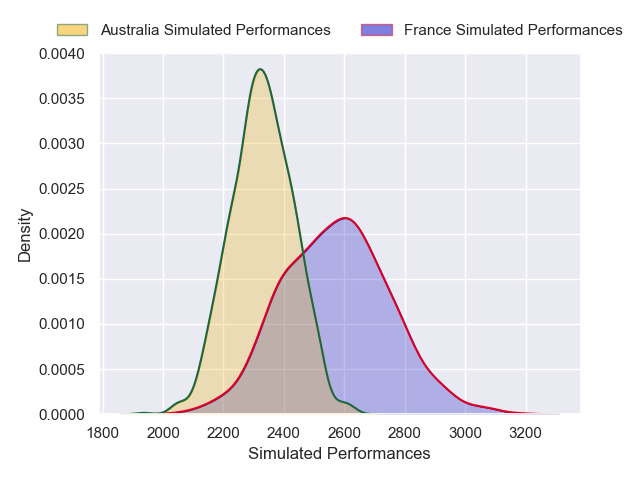 Australia Simulated Performances France Simulated Performances
0.0040
0.0035
0.0030
0.0025
0.0020
0.0015
0.0010
0.0005
0.0000
Density
1800 2000 2200 2400 2600 2800 3000 3200
Simulated Performances